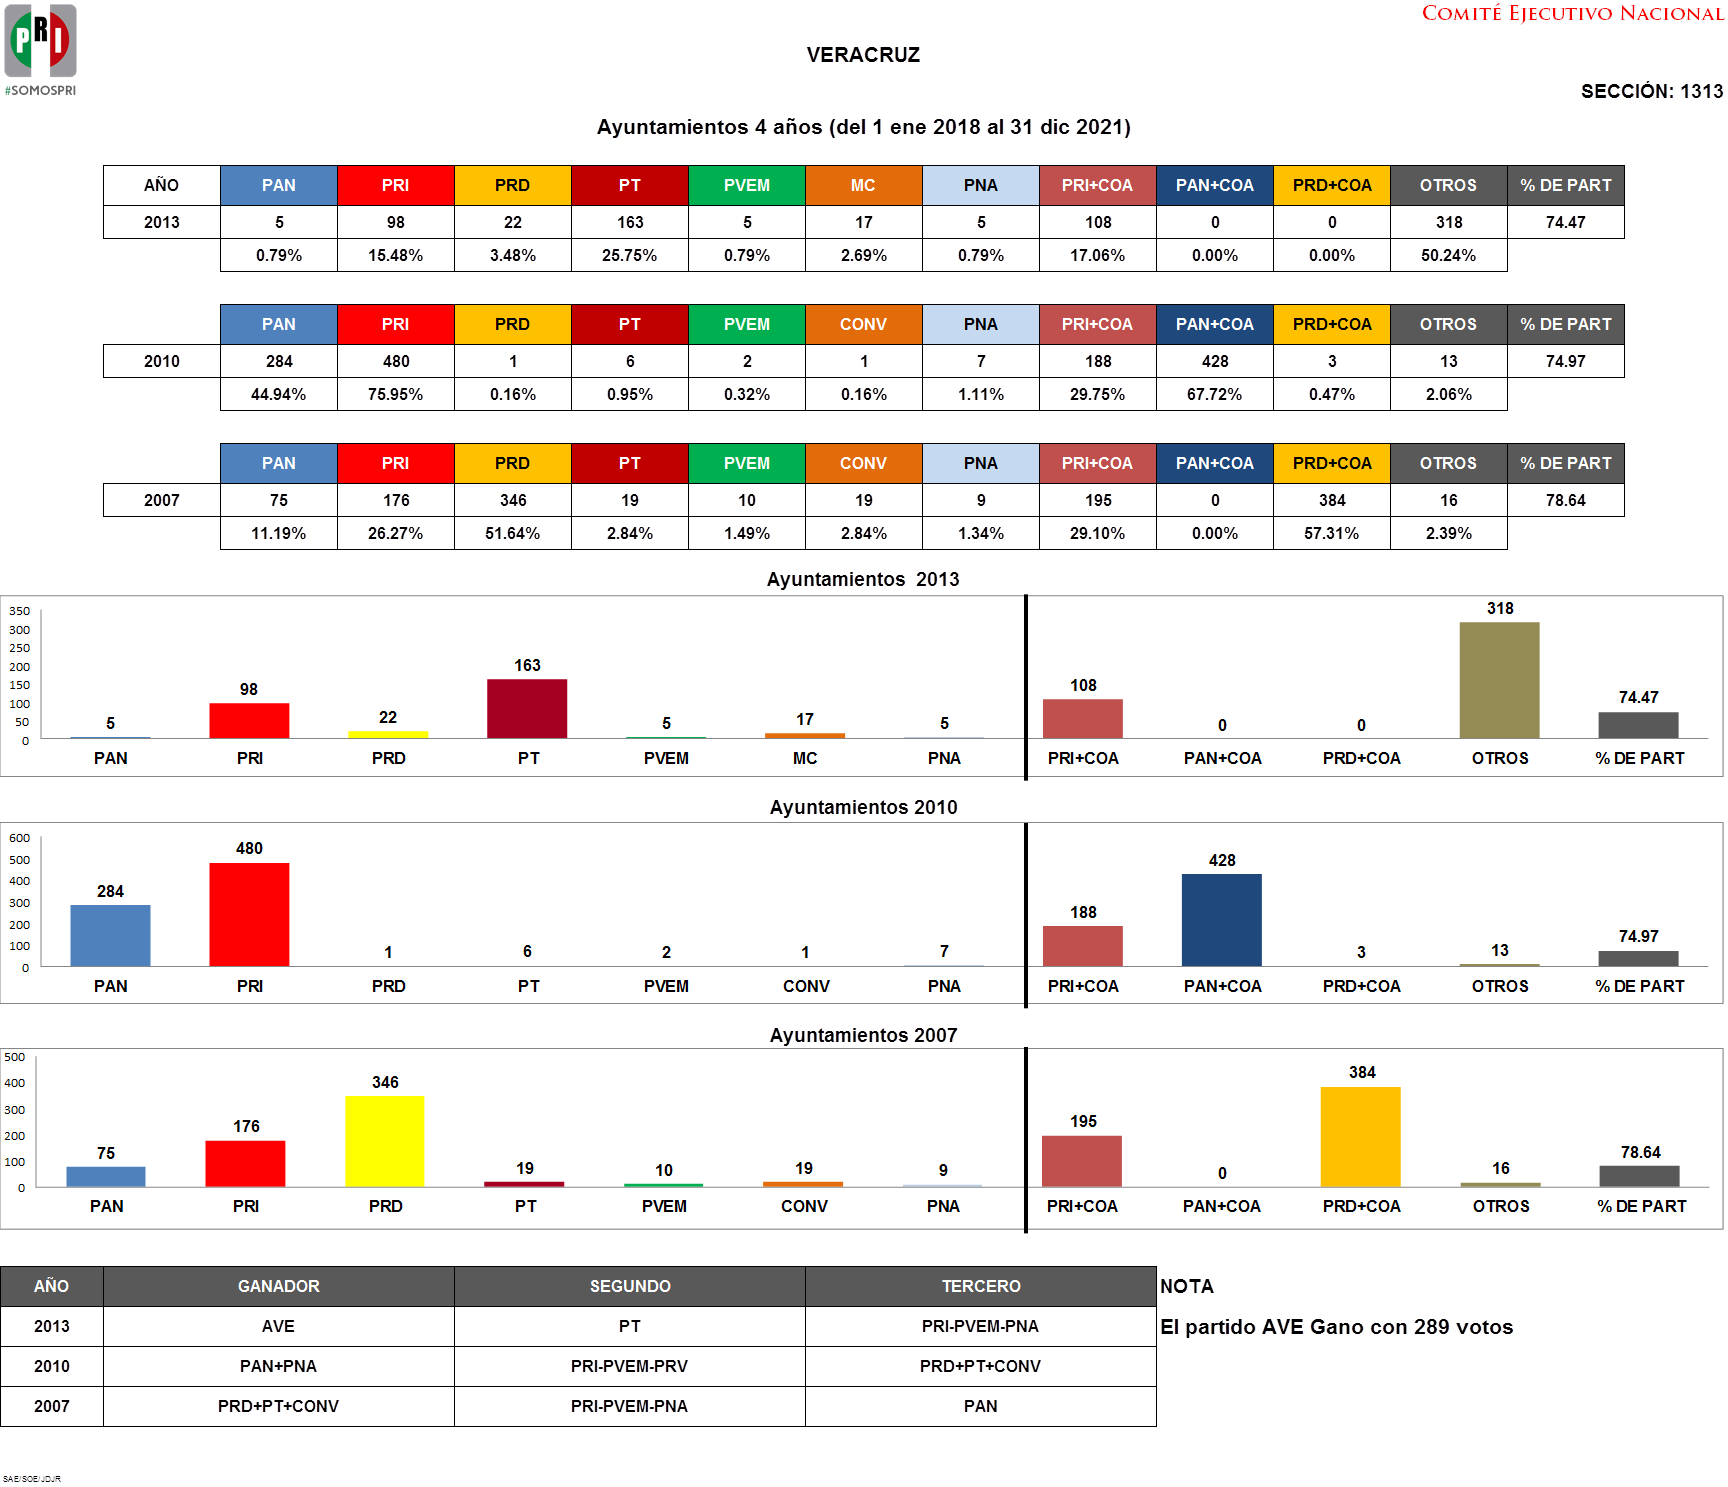 COMITÉ EJECUTIVO NACIONAL
PRI
#SOMOSPRI
VERACRUZ
SECCIÓN: 1313
Ayuntamientos 4 años (del 1 ene 2018 al 31 dic 2021)
AÑO PAN PRI PRD PT PVEM MC PNA PRI+COA PAN+COA PRD+COA OTROS % DE PART
2013 5 98 22 163 5 17 5 108 0 0 318 74.47
0.79% 15.48% 3.48% 25.75% 0.79% 2.69% 0.79% 17.06% 0.00% 0.00% 50.24%
PAN PRI PRD PT PVEM CONV PNA PRI+COA PAN+COA PRD+COA OTROS % DE PART
2010 284 480 1 6 2 1 7 188 428 3 13 74.97
44.94% 75.95% 0.16% 0.95% 0.32% 0.16% 1.11% 29.75% 67.72% 0.47% 2.06%
PAN PRI PRD PT PVEM CONV PNA PRI+COA PAN+COA PRD+COA OTROS % DE PART
2007 75 176 346 19 10 19 9 195 0 384 16 78.64
11.19% 26.27% 51.64% 2.84% 1.49% 2.84% 1.34% 29.10% 0.00% 57.31% 2.39%
Ayuntamientos 2013
350
300
250
200
150
100
50
0
5 98 22 163 5 17 5 108 0 0 318 74.47
PAN PRI PRD PT PVEM MC PNA PRI+COA PAN+COA PRD+COA OTROS % DE PART
Ayuntamientos 2010
600
500
400
300
200
100
0
284 480 1 6 2 1 7 188 428 3 13 74.97
PAN PRI PRD PT PVEM CONV PNA PRI+COA PAN+COA PRD+COA OTROS % DE PART
Ayuntamientos 2007
500
400
300
200
100
0
75 176 346 19 10 19 9 195 0 384 16 78.64
PAN PRI PRD PT PVEM CONV PNA PRI+COA PAN+COA PRD+COA OTROS % DE PART
AÑO GANADOR SEGUNDO TERCERO NOTA
2013 AVE PT PRI-PVEM-PNA El partido AVE Gano con 289 votos
2010 PAN+PNA PRI-PVEM-PRV PRD+PT+CONV
2007 PRD+PT+CONV PRI-PVEM-PNA PAN
SAE/SOE/JDJR